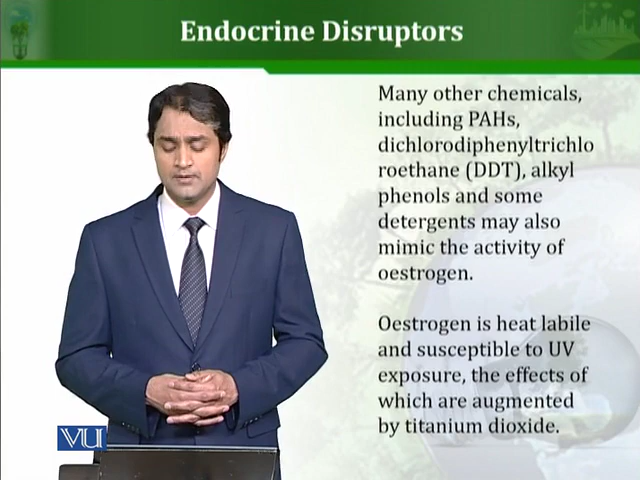 Endocrine Disruptors
Many other chemicals,
including PAHs,
dichlorodiphenyltrichlo
roethane (DDT), alkyl
phenols and some
detergents may also
mimic the activity of
oestrogen.
Oestrogen is heat labile
and susceptible to UV
exposure, the effects of
which are augmented
by titanium dioxide.
VU